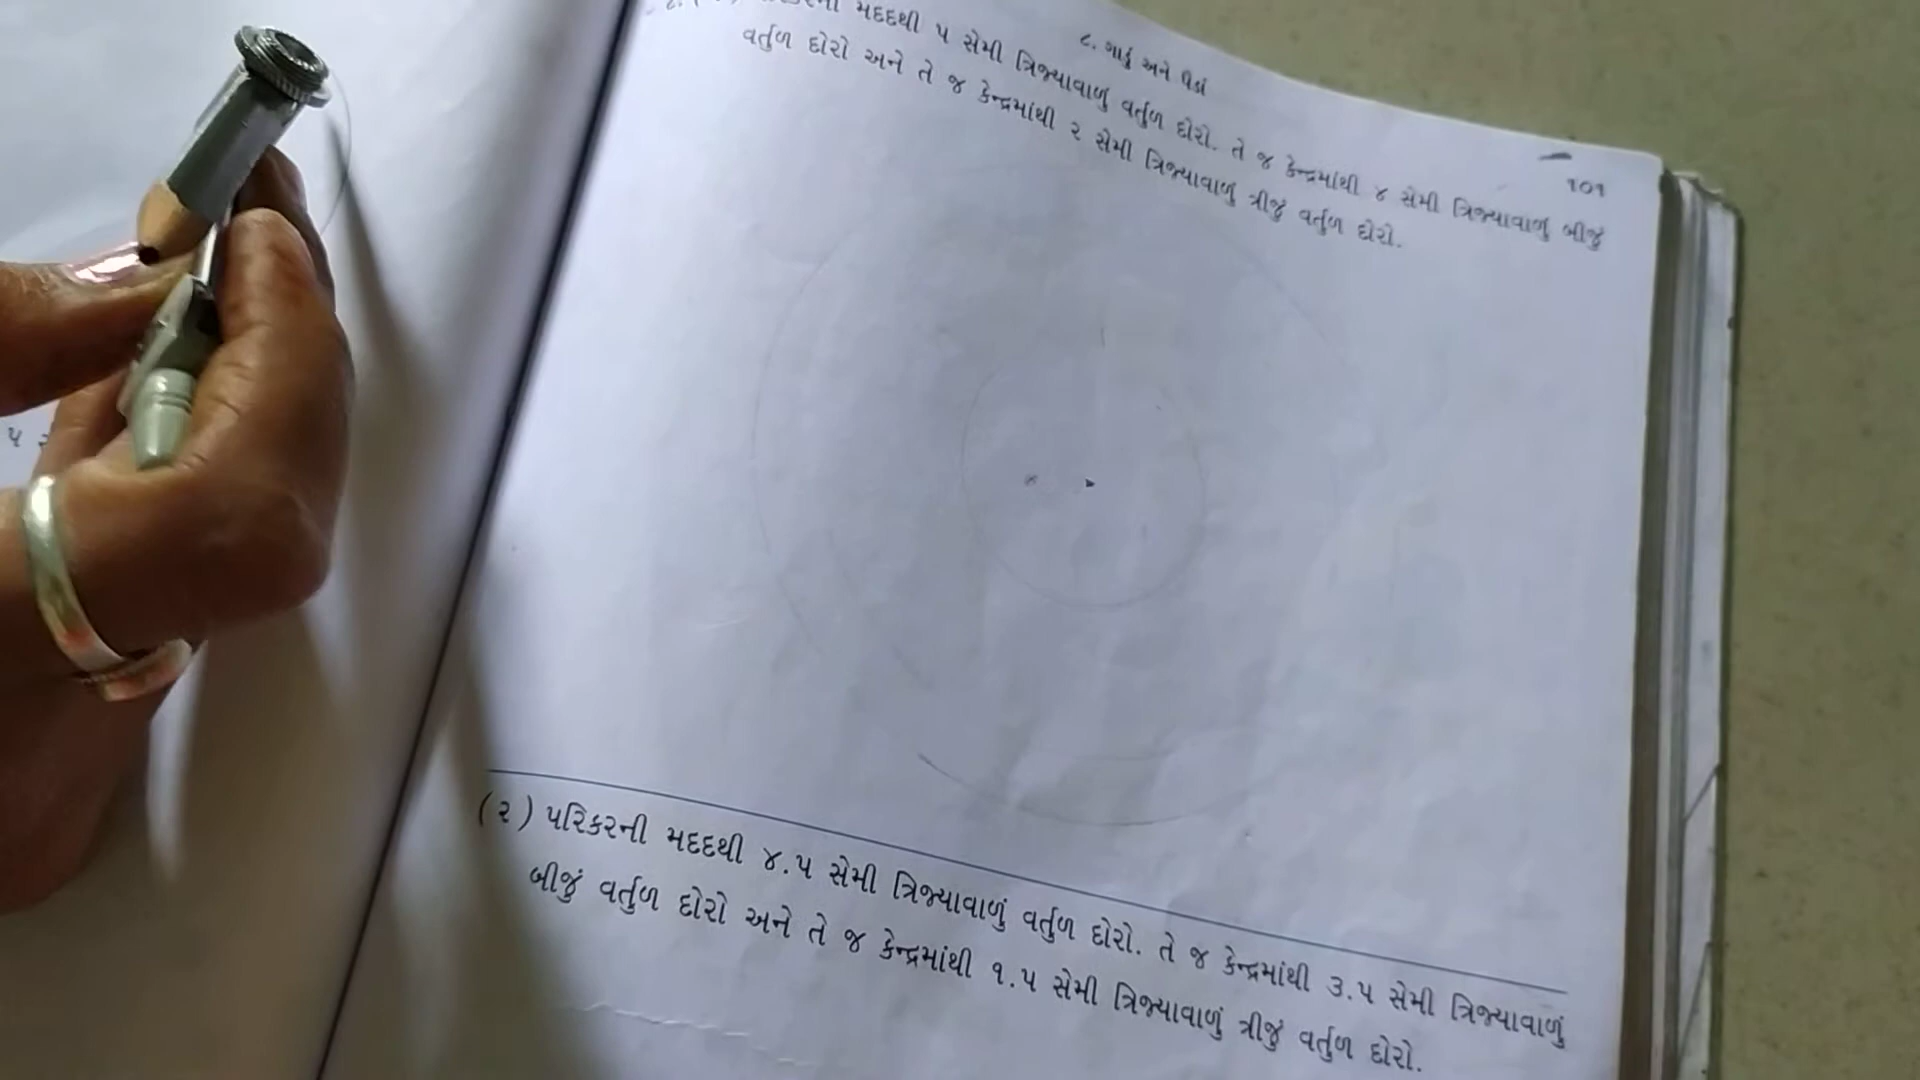 ૮. ગાડું અને પૈડાં
૧૦૧
મદદથી ૫ સેમી ત્રિજ્યાવાળું વર્તુળ દોરો. તે જ કેન્દ્રમાંથી ૪ સેમી ત્રિજ્યાવાળું બીજું
વર્તુળ દોરો અને તે જ કેન્દ્રમાંથી ૨ સેમી ત્રિજ્યાવાળું ત્રીજું વર્તુળ દોરો.
(૨) પરિકરની મદદથી ૪.૫ સેમી ત્રિજ્યાવાળું વર્તુળ દોરો. તે જ કેન્દ્રમાંથી ૩.૫ સેમી ત્રિજ્યાવાળું
બીજું વર્તુળ દોરો અને તે જ કેન્દ્રમાંથી ૧.૫ સેમી ત્રિજ્યાવાળું ત્રીજું વર્તુળ દોરો.
૫